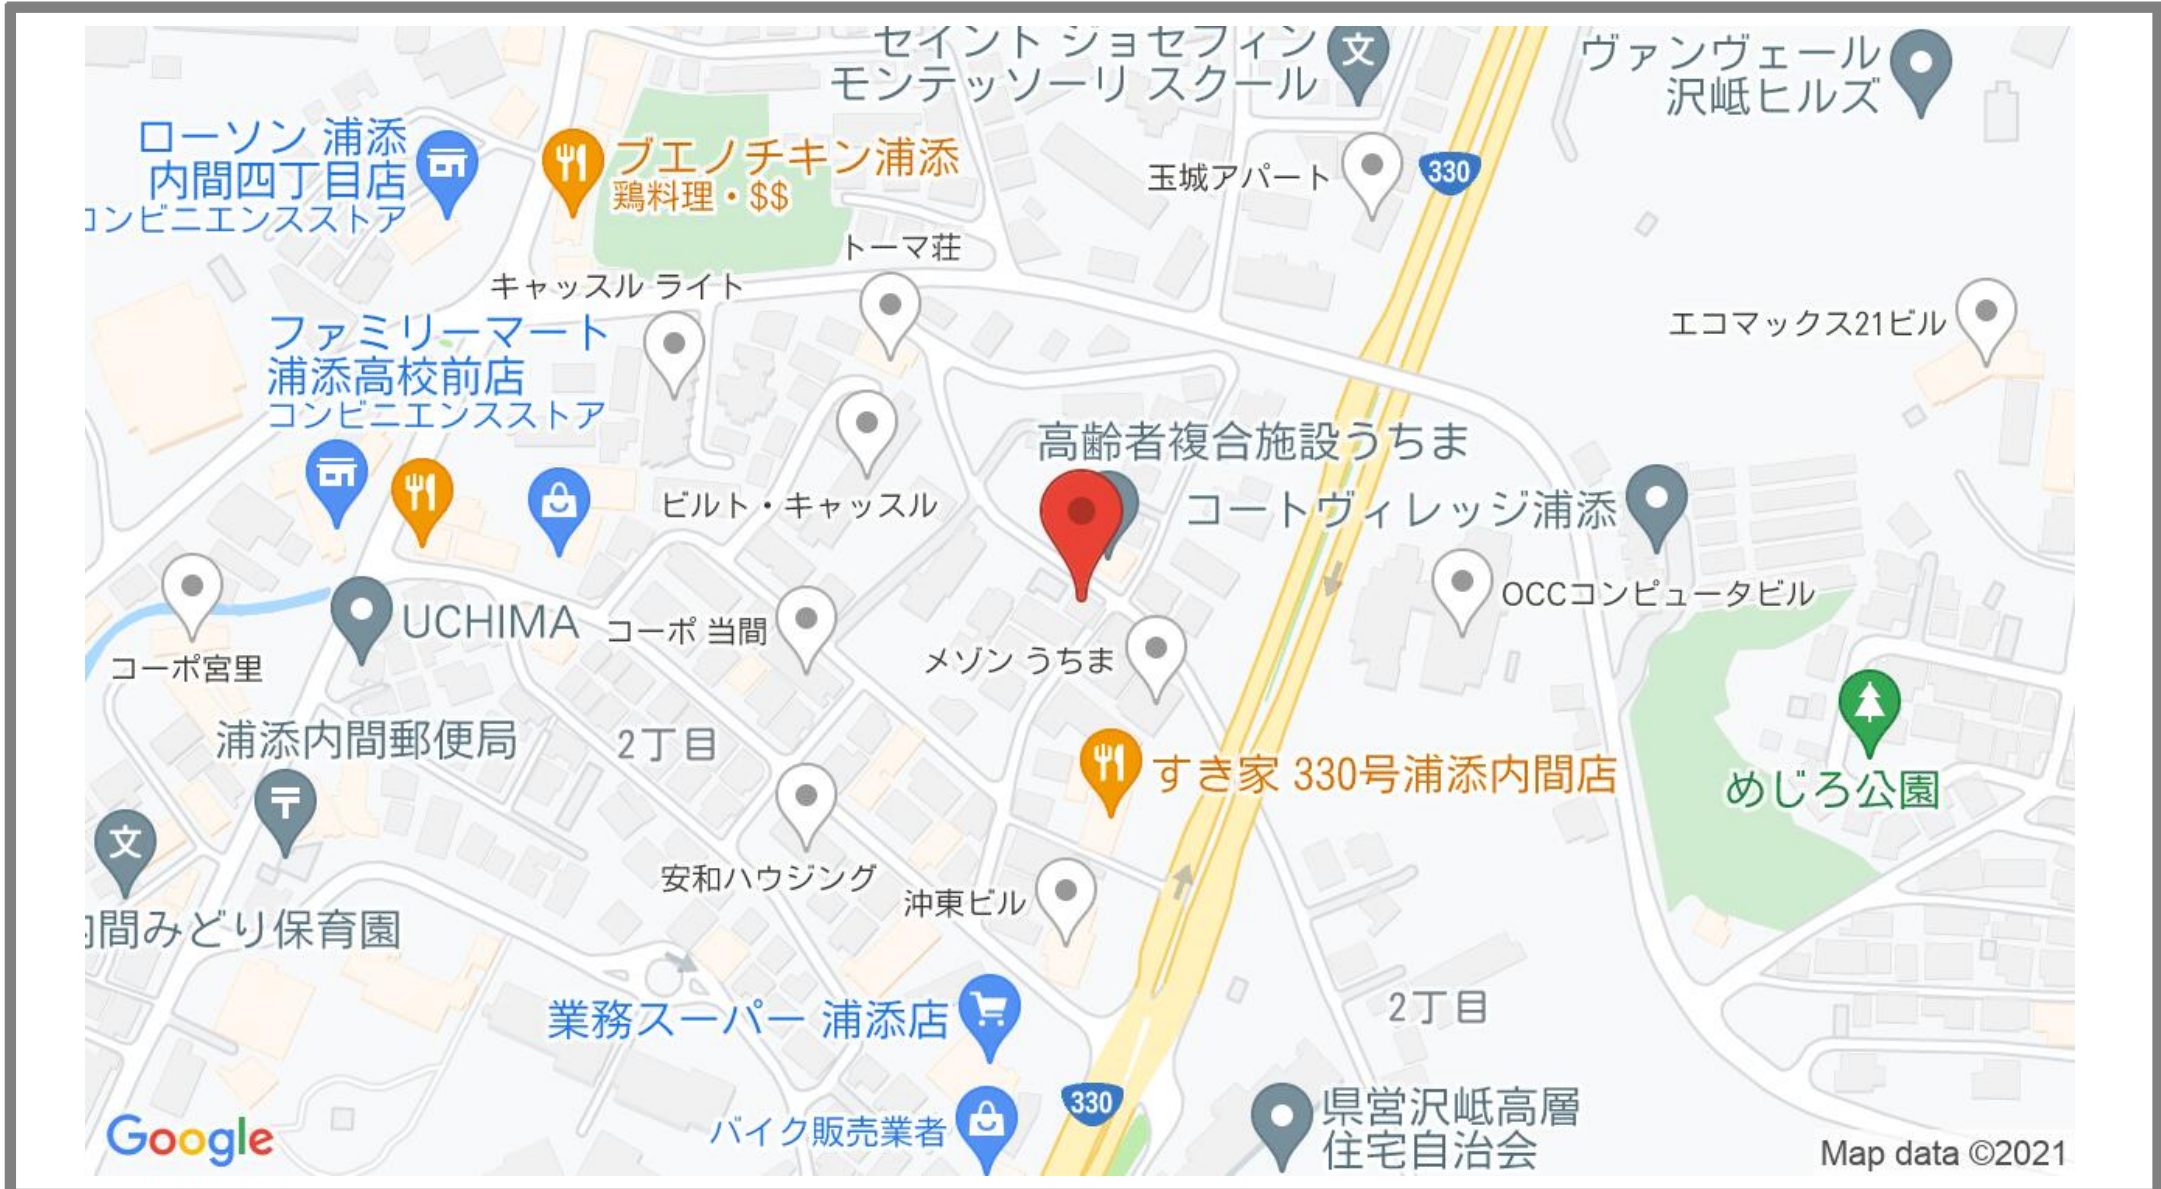 セイント ジョセフィン
モンテッソーリ スクール
文
ヴァンヴェール
沢岻ヒルズ
ローソン 浦添
内間四丁目店
コンビニエンスストア
ブエノチキン浦添
鶏料理・$$
玉城アパート
330
トーマ荘
キャッスル ライト
エコマックス21ビル
ファミリーマート
浦添高校前店
コンビニエンスストア
高齢者複合施設うちま
ビルト・キャッスル
コートヴィレッジ浦添
OCCコンピュータビル
UCHIMA
コーポ 当間
コーポ宮里
メゾン うちま
浦添内間郵便局
〒
2丁目
すき家 330号浦添内間店
めじろ公園
文
間みどり保育園
安和ハウジング
沖東ビル
業務スーパー 浦添店
2丁目
バイク販売業者
330
県営沢岻高層
住宅自治会
Google
Map data ©2021